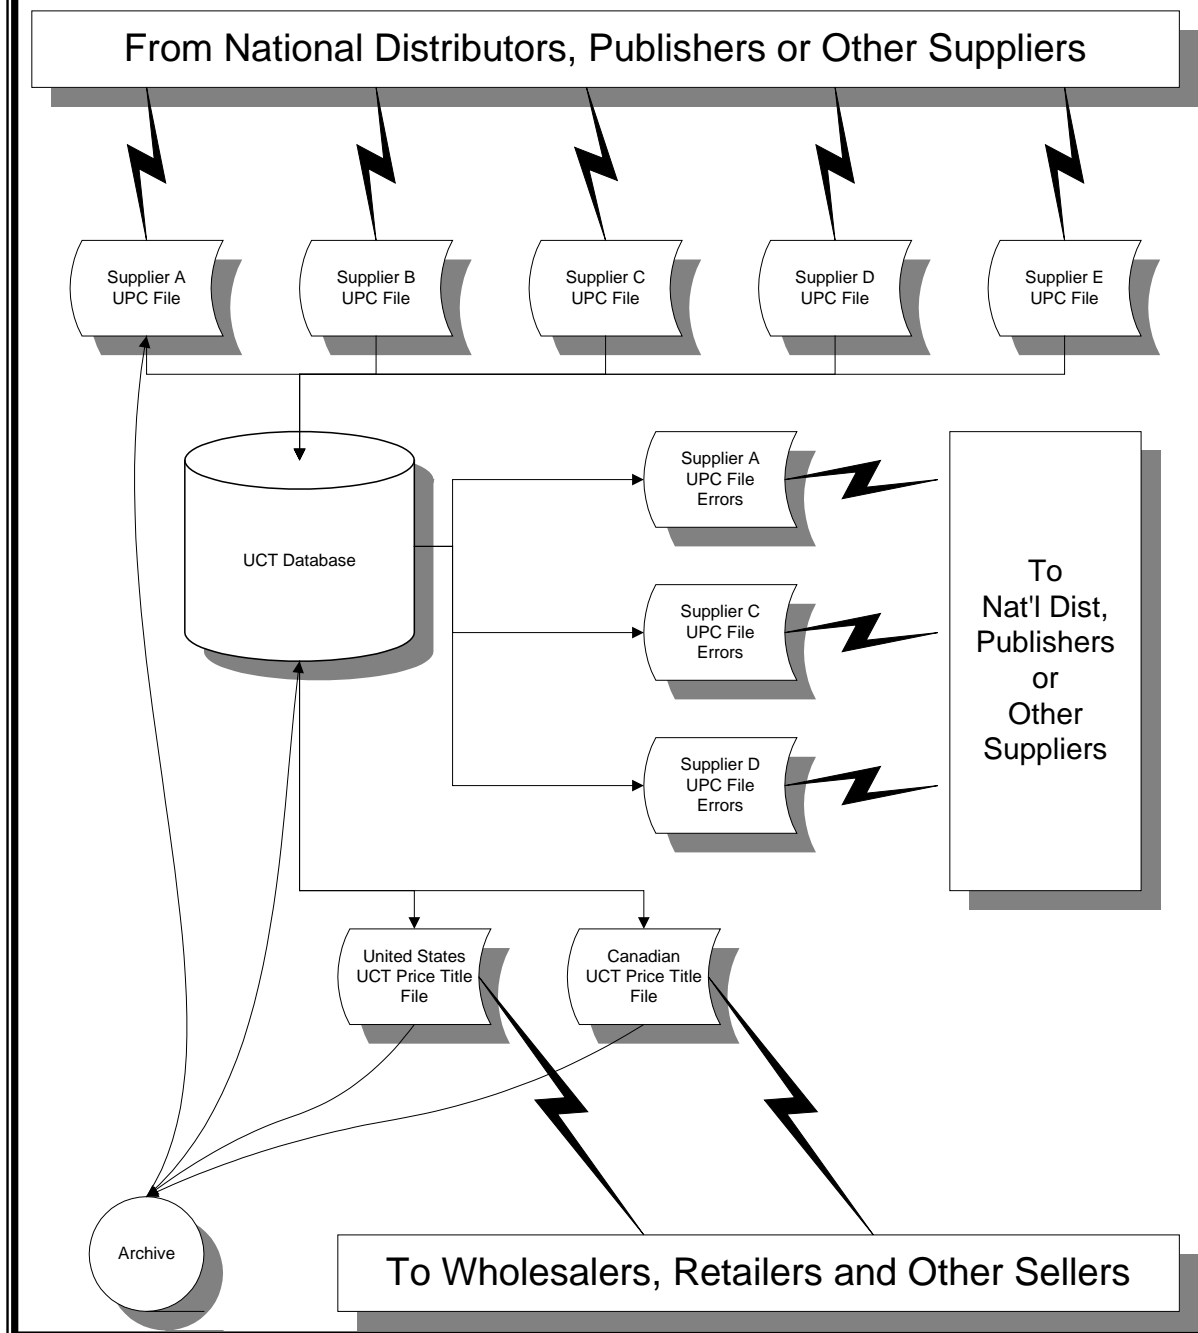 From National Distributors, Publishers or Other Suppliers
Supplier A
UPC File
Supplier B
UPC File
Supplier C
UPC File
Supplier D
UPC File
Supplier E
UPC File
UCT Database
Supplier A
UPC File
Errors
Supplier C
UPC File
Errors
Supplier D
UPC File
Errors
To
Nat'l Dist,
Publishers
or
Other
Suppliers
United States
UCT Price Title
File
Canadian
UCT Price Title
File
Archive
To Wholesalers, Retailers and Other Sellers